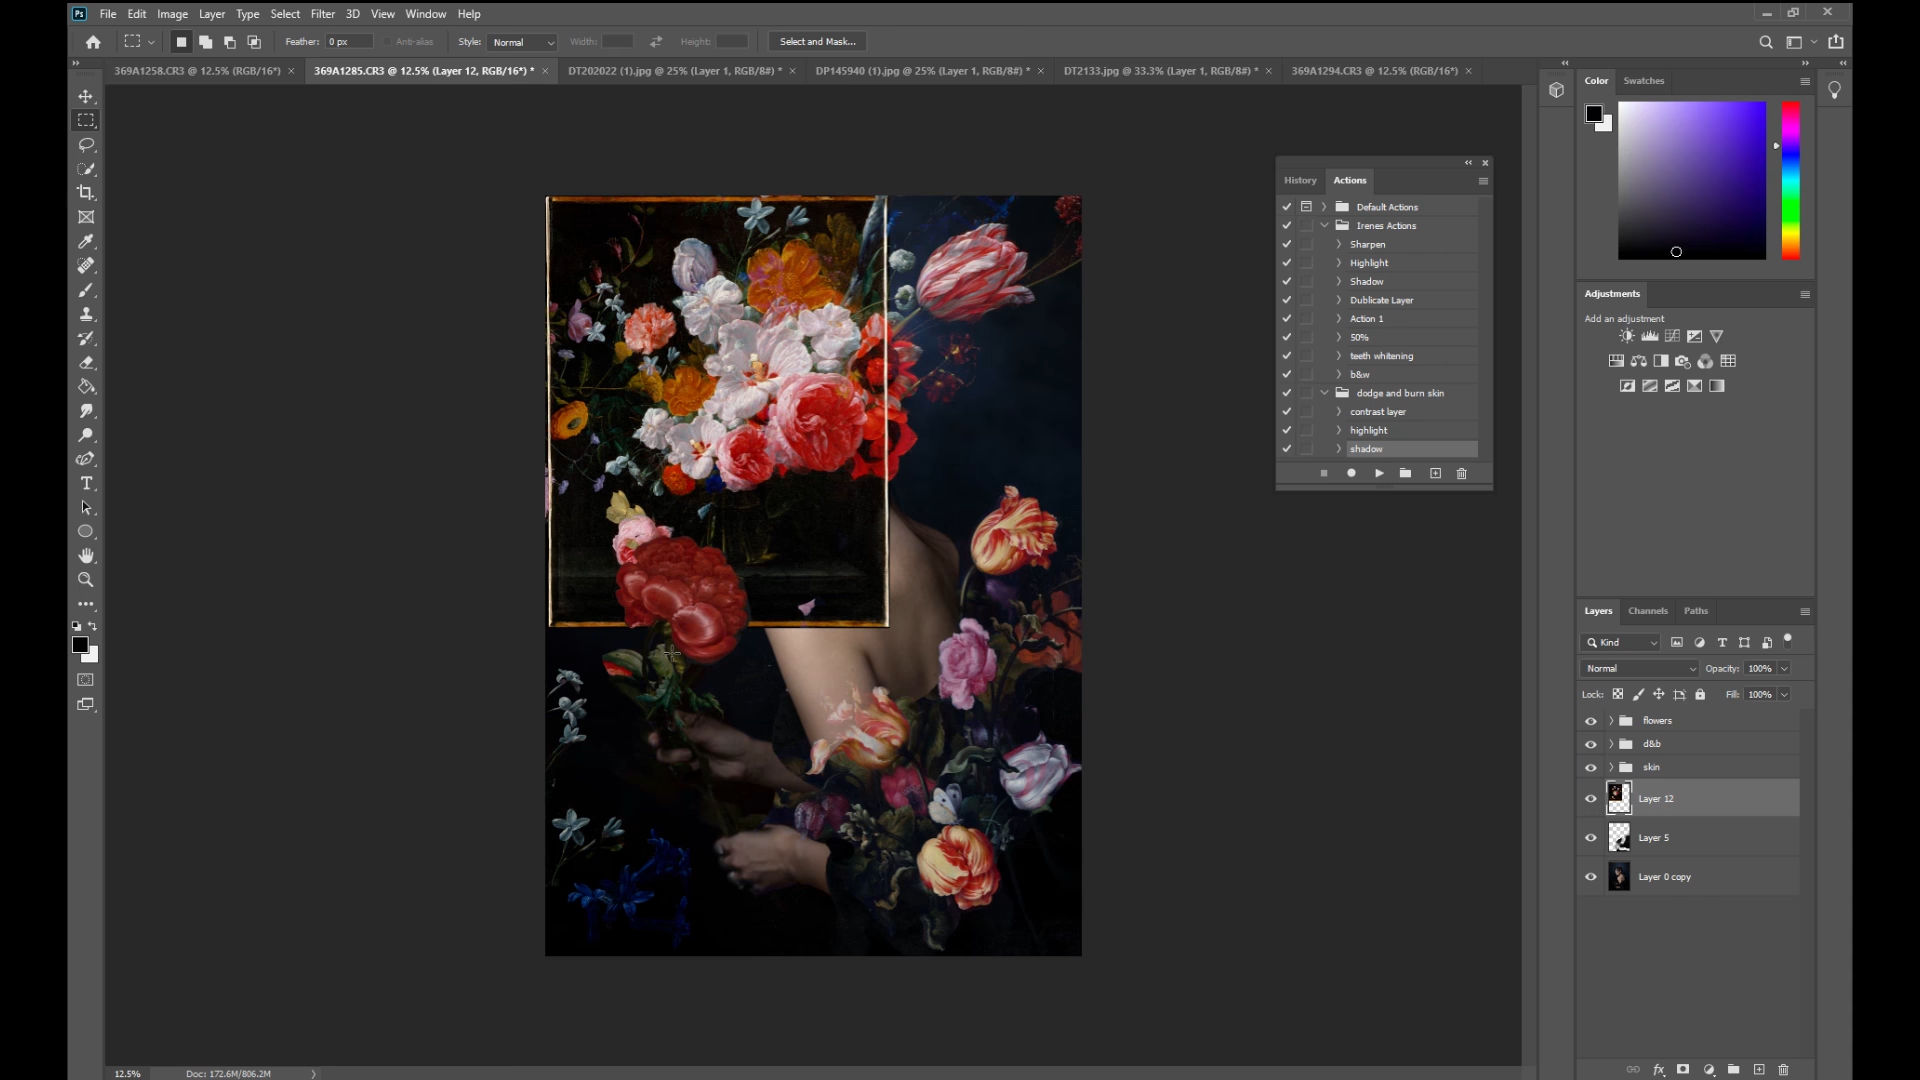 Ps File Edit Image Layer Type Select Filter 3D View Window Help
Feather: 0 px Anti-alias Style: Normal Width: Height: Select and Mask...
369A1258.CR3 @ 12.5% (RGB/16*) × 369A1285.CR3 @ 12.5% (Layer 12, RGB/16*) * × DT202022 (1).jpg @ 25% (Layer 1, RGB/8#) * × DP145940 (1).jpg @ 25% (Layer 1, RGB/8#) * × DT2133.jpg @ 33.3% (Layer 1, RGB/8#) * × 369A1294.CR3 @ 12.5% (RGB/16*) ×
Color Swatches
History Actions
Default Actions
Irenes Actions
Sharpen
Highlight
Shadow
Dublicate Layer
Action 1
50%
teeth whitening
b&w
dodge and burn skin
contrast layer
highlight
shadow
Adjustments
Add an adjustment
Layers Channels Paths
Kind
Normal Opacity: 100%
Lock: Fill: 100%
flowers
d&b
skin
Layer 12
Layer 5
Layer 0 copy
12.5% Doc: 172.6M/806.2M